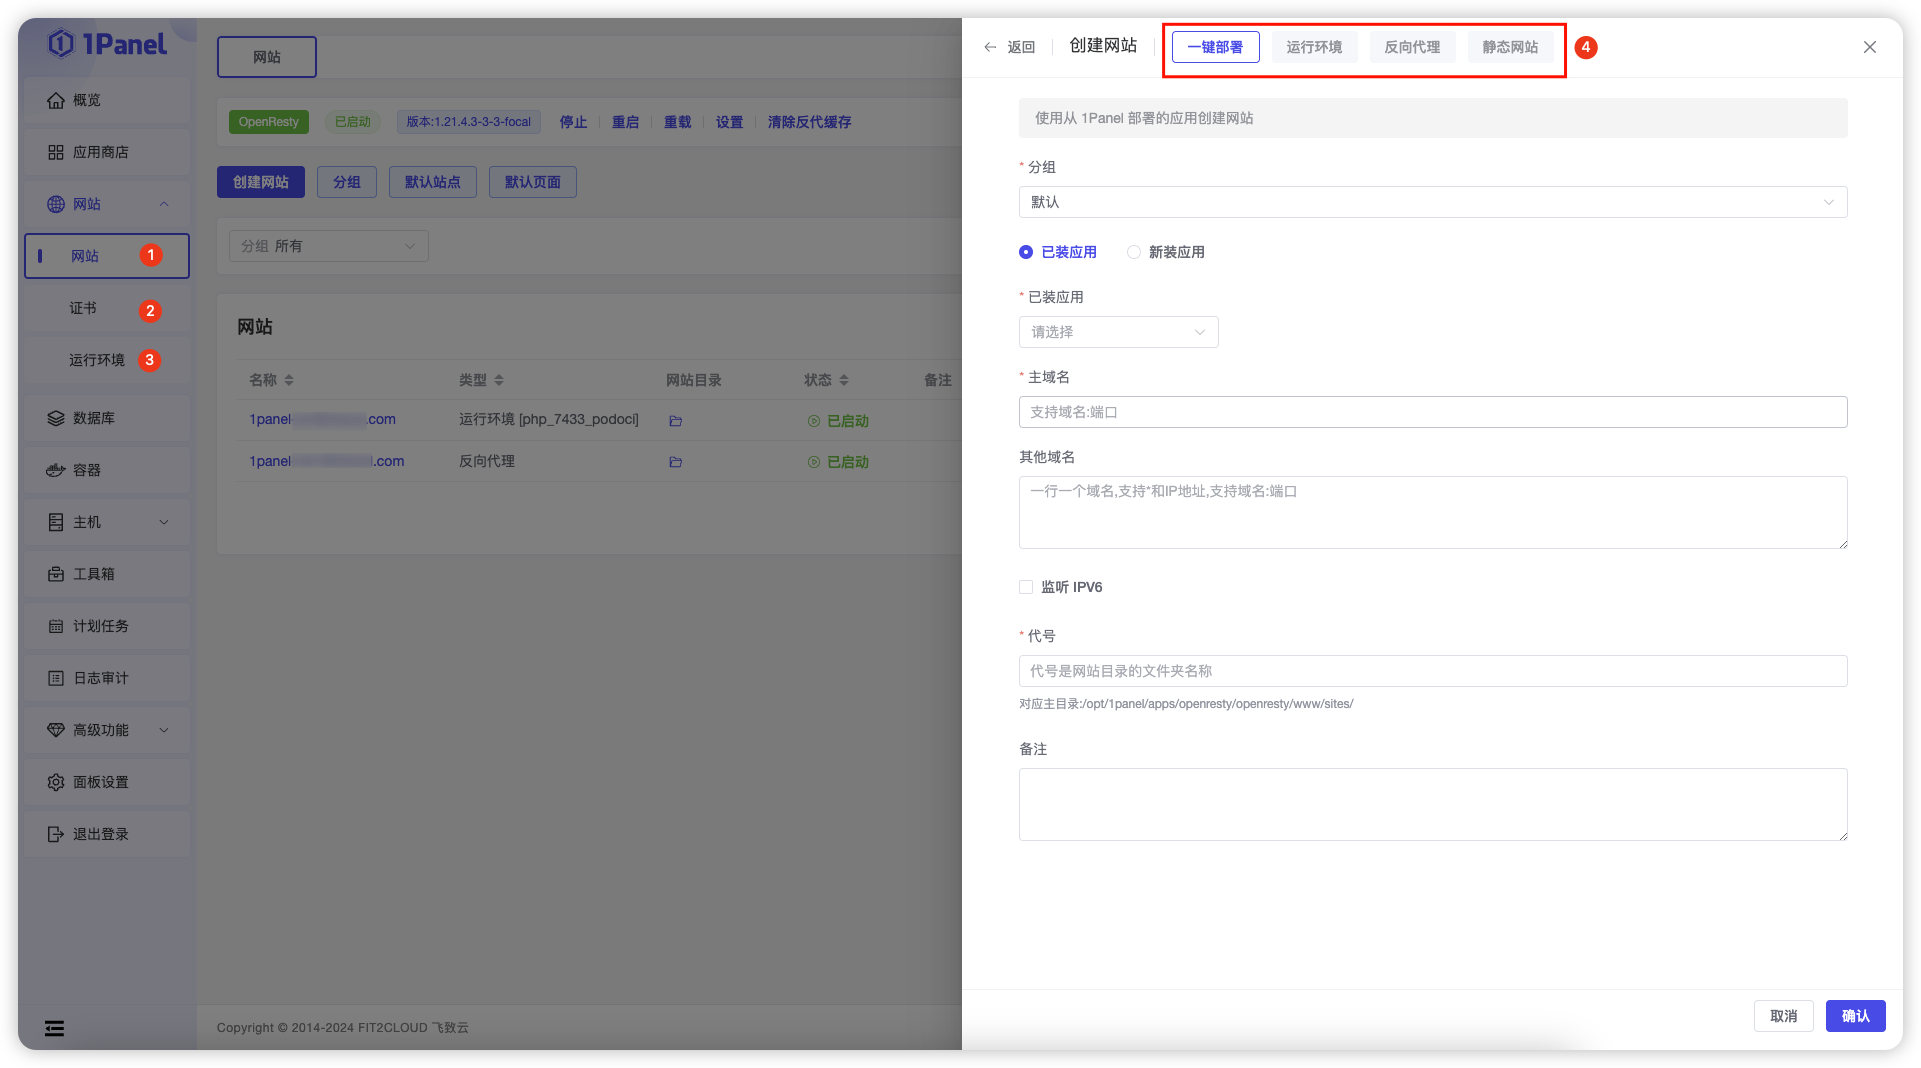 1Panel
概览
应用商店
网站
网站 1
证书 2
运行环境 3
数据库
容器
主机
工具箱
计划任务
日志审计
高级功能
面板设置
退出登录
网站
OpenResty 已启动 版本:1.21.4.3-3-3-focal 停止 重启 重载 设置 清除反代缓存
创建网站 分组 默认站点 默认页面
分组 所有
网站
名称 类型 网站目录 状态 备注
1panel .com 运行环境 [php_7433_podoci] 已启动
1panel .com 反向代理 已启动
Copyright © 2014-2024 FIT2CLOUD 飞致云
返回 创建网站 一键部署 运行环境 反向代理 静态网站 4
使用从 1Panel 部署的应用创建网站
* 分组
默认
已装应用 新装应用
* 已装应用
请选择
* 主域名
支持域名:端口
其他域名
一行一个域名,支持*和IP地址,支持域名:端口
监听 IPV6
* 代号
代号是网站目录的文件夹名称
对应主目录:/opt/1panel/apps/openresty/openresty/www/sites/
备注
取消 确认